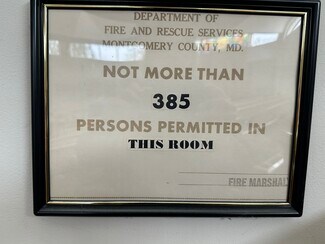 DEPARTMENT OF
FIRE AND RESCUE SERVICES
MONTGOMERY COUNTY, MD.
NOT MORE THAN
385
PERSONS PERMITTED IN
THIS ROOM
FIRE MARSHAL